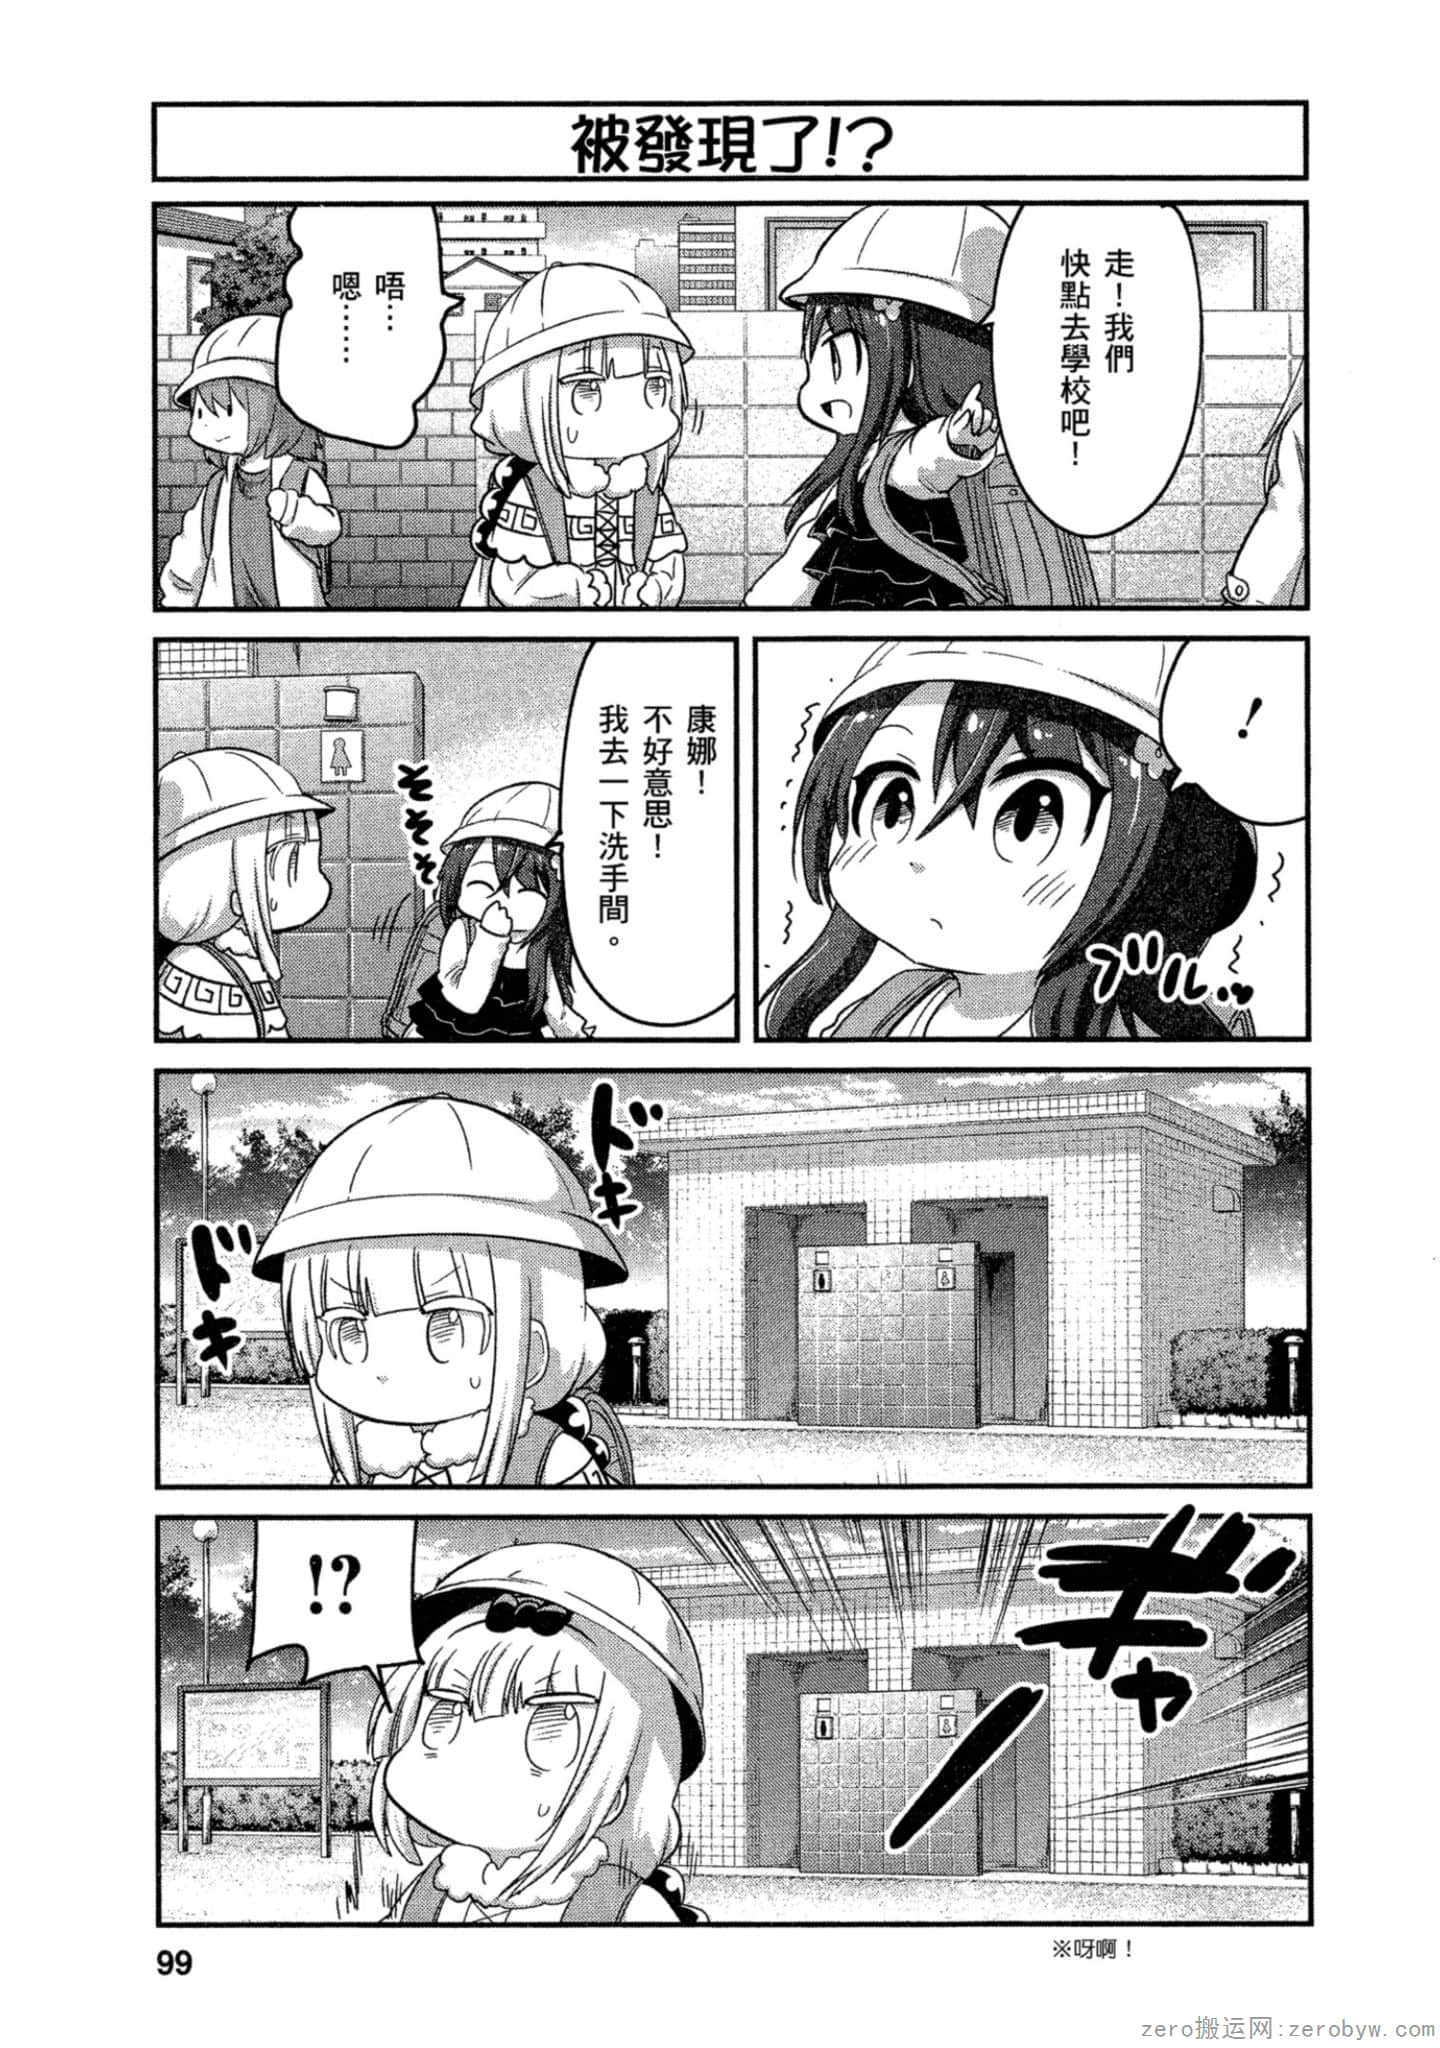 被發現了!?
走！我們
快點去學校吧！
唔…
嗯……
！
ブルッ
康娜！
不好意思！
我去一下洗手間。
そそそ
ドキ
ドキ
!?
ギャー
※呀啊！
99
zero搬运网:zerobyw.com